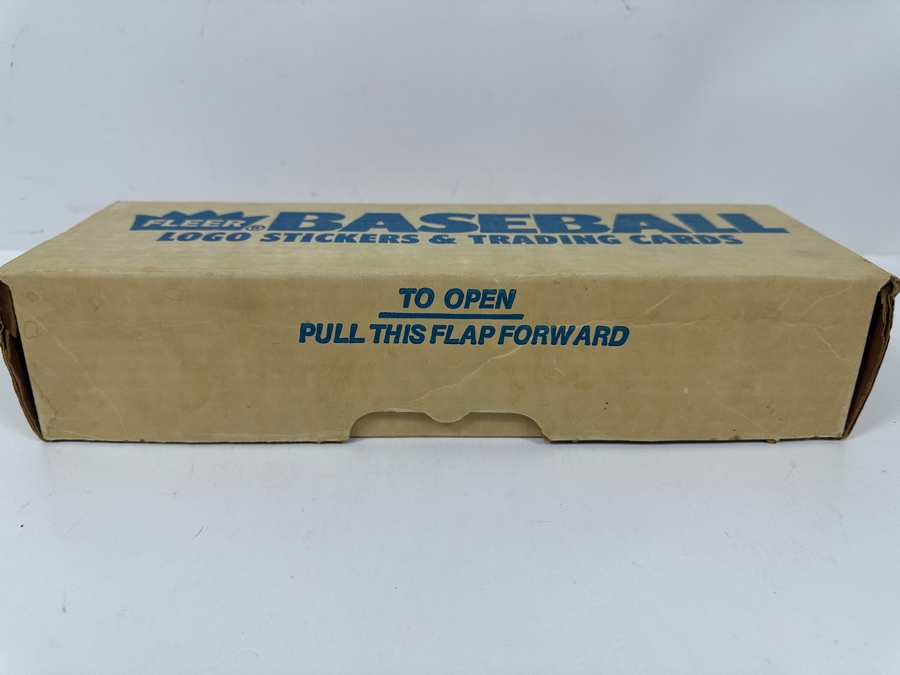 FLEER® BASEBALL
LOGO STICKERS & TRADING CARDS
TO OPEN
PULL THIS FLAP FORWARD